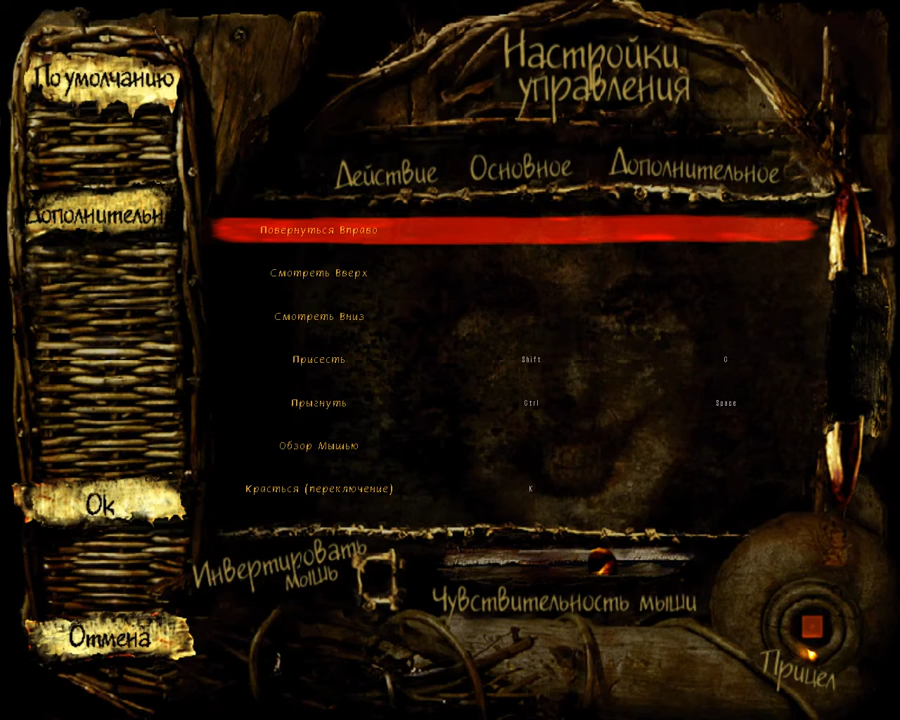 Настройки
управления
По умолчанию
Действие Основное Дополнительное
Дополнительн
Повернуться Вправо
Смотреть Вверх
Смотреть Вниз
Присесть Shift C
Прыгнуть Ctrl Space
Обзор Мышью
Красться (переключение) K
Ok
Инвертировать
мышь
Чувствительность мыши
Отмена
Прицел